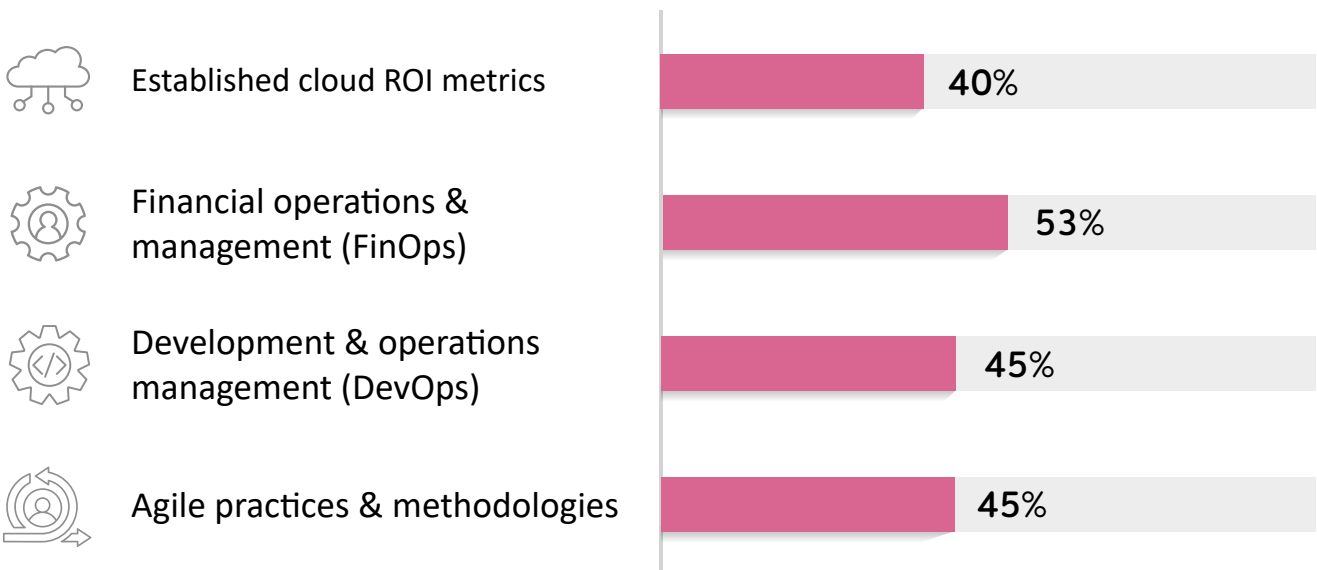 Established cloud ROI metrics
40%
Financial operations &
management (FinOps)
53%
Development & operations
management (DevOps)
45%
Agile practices & methodologies
45%